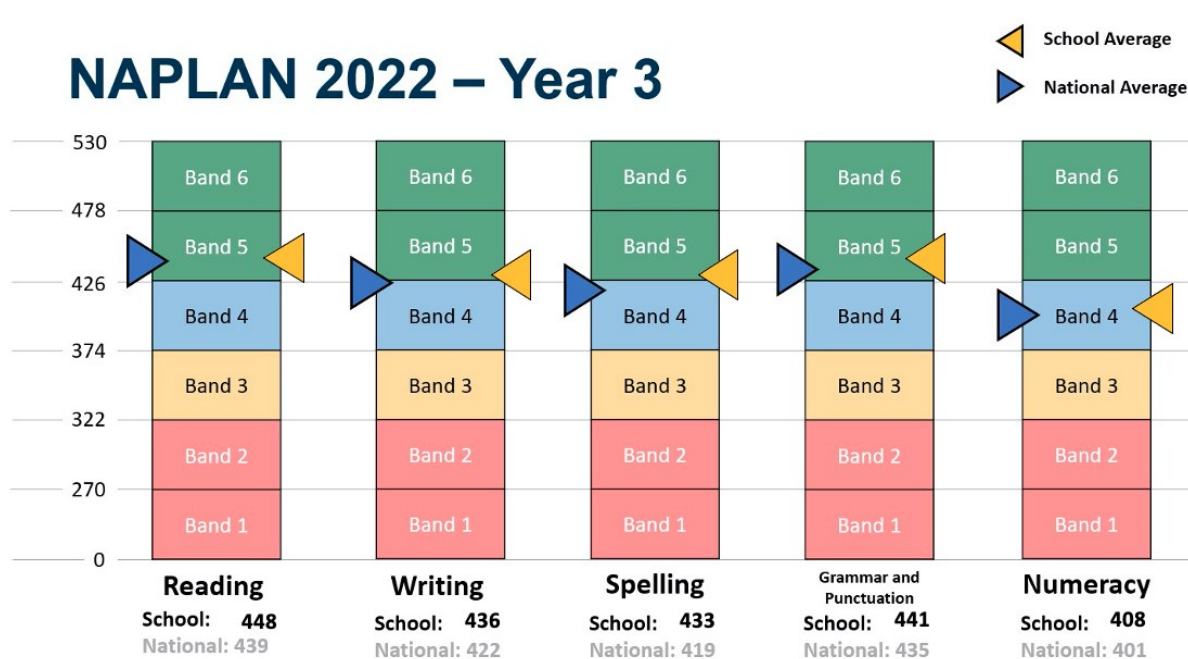 School Average
NAPLAN 2022 – Year 3
National Average
530
Band 6 Band 6 Band 6 Band 6 Band 6
478
Band 5 Band 5 Band 5 Band 5 Band 5
426
Band 4 Band 4 Band 4 Band 4 Band 4
374
Band 3 Band 3 Band 3 Band 3 Band 3
322
Band 2 Band 2 Band 2 Band 2 Band 2
270
Band 1 Band 1 Band 1 Band 1 Band 1
0
Reading
School: 448
National: 439
Writing
School: 436
National: 422
Spelling
School: 433
National: 419
Grammar and
Punctuation
School: 441
National: 435
Numeracy
School: 408
National: 401